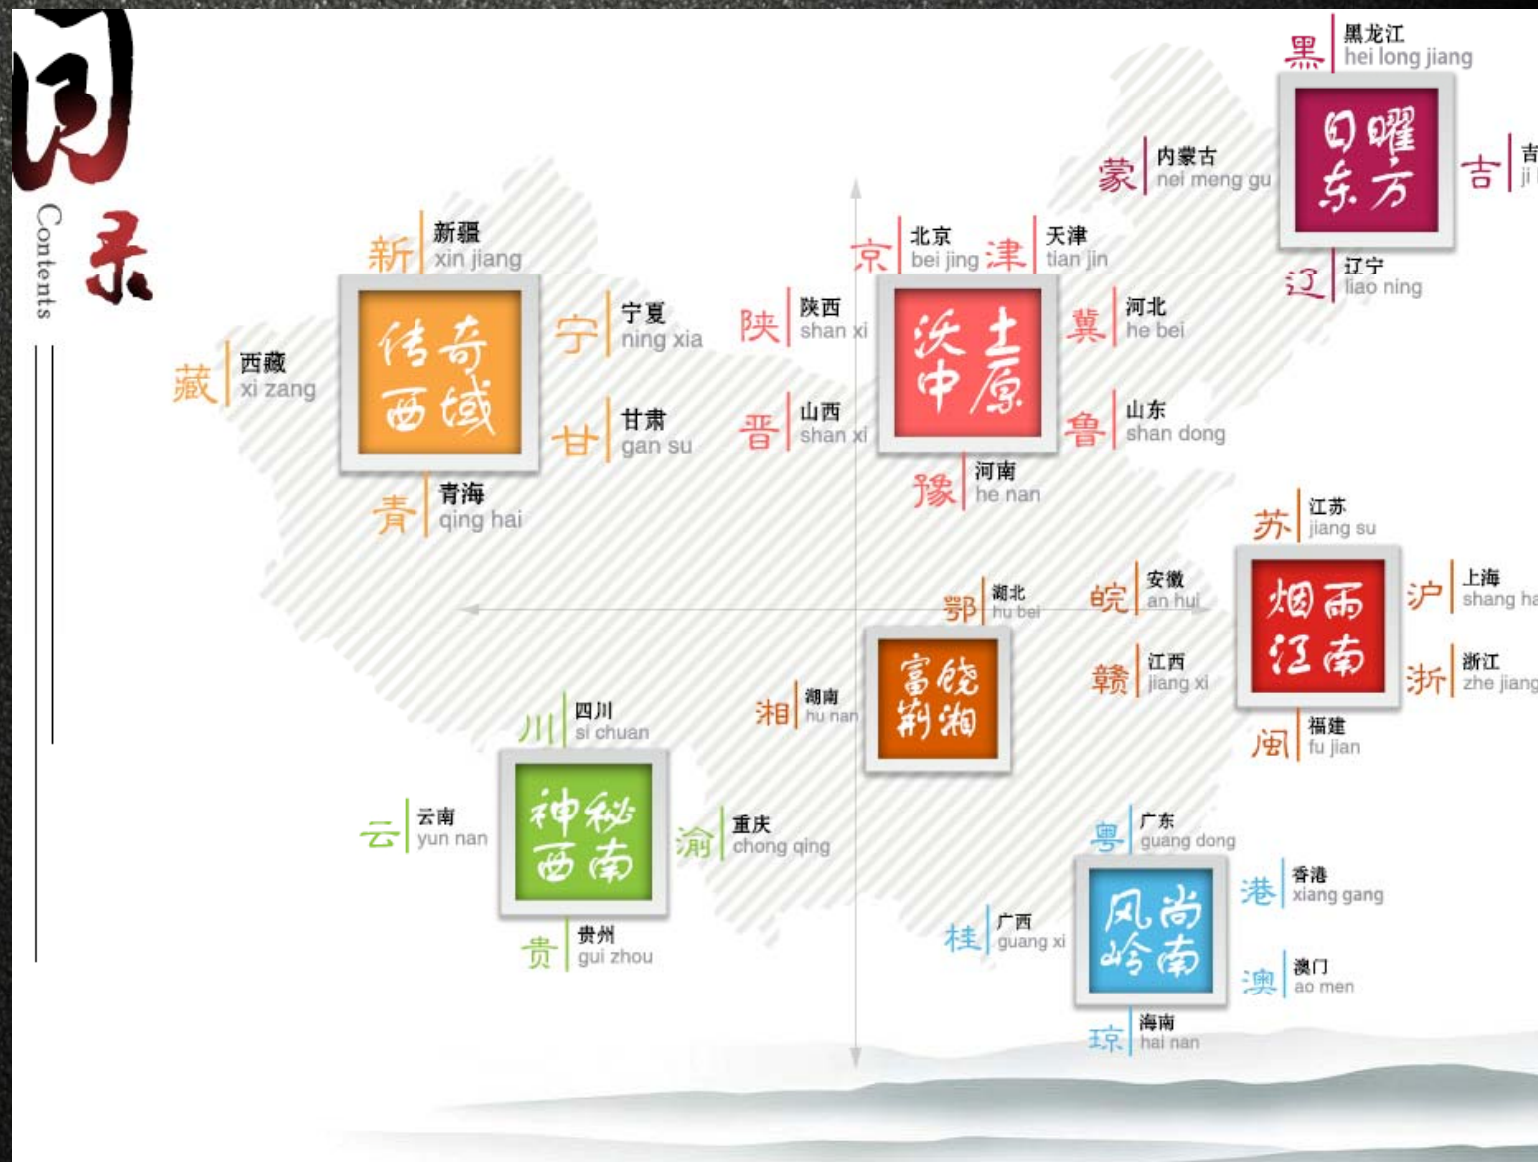 目录
Contents
黑
黑龙江
hei long jiang
蒙
内蒙古
nei meng gu
日曜
东方
吉
吉
ji
辽
辽宁
liao ning
新
新疆
xin jiang
传奇
西域
宁
宁夏
ning xia
藏
西藏
xi zang
甘
甘肃
gan su
青
青海
qing hai
京
北京
bei jing
津
天津
tian jin
陕
陕西
shan xi
沃土
中原
冀
河北
he bei
晋
山西
shan xi
鲁
山东
shan dong
豫
河南
he nan
苏
江苏
jiang su
皖
安徽
an hui
烟雨
江南
沪
上海
shang ha
赣
江西
jiang xi
浙
浙江
zhe jiang
闽
福建
fu jian
鄂
湖北
hu bei
湘
湖南
hu nan
富饶
荆湘
川
四川
si chuan
云
云南
yun nan
神秘
西南
渝
重庆
chong qing
贵
贵州
gui zhou
粤
广东
guang dong
桂
广西
guang xi
风尚
岭南
港
香港
xiang gang
澳
澳门
ao men
琼
海南
hai nan